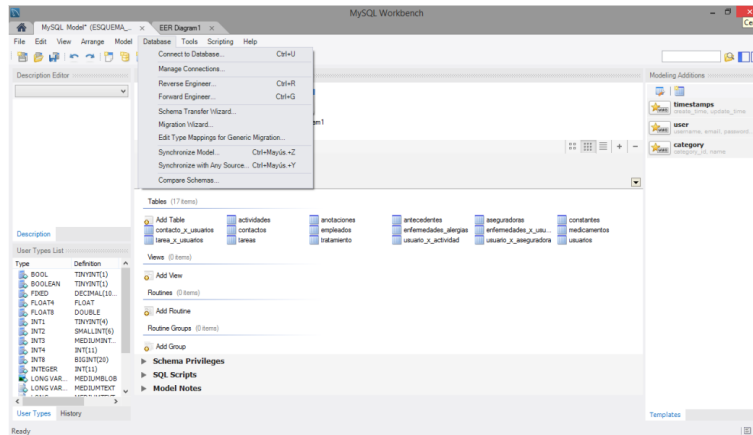 MySQL Workbench
MySQL Model* (ESQUEMA_... × EER Diagram1 ×
File Edit View Arrange Model Database Tools Scripting Help
Connect to Database... Ctrl+U
Manage Connections...
Reverse Engineer... Ctrl+R
Forward Engineer... Ctrl+G
Schema Transfer Wizard...
Migration Wizard...
Edit Type Mappings for Generic Migration...
Synchronize Model... Ctrl+Mayús.+Z
Synchronize with Any Source... Ctrl+Mayús.+Y
Compare Schemas...
Description Editor
Description
User Types List
Type Definition
BOOL TINYINT(1)
BOOLEAN TINYINT(1)
FIXED DECIMAL(10...
FLOAT4 FLOAT
FLOAT8 DOUBLE
INT1 TINYINT(4)
INT2 SMALLINT(6)
INT3 MEDIUMINT...
INT4 INT(11)
INT8 BIGINT(20)
INTEGER INT(11)
LONG VAR... MEDIUMBLOB
LONG VAR... MEDIUMTEXT
User Types History
Ready
Tables (17 items)
Add Table actividades anotaciones antecedentes aseguradoras constantes
contacto_x_usuarios contactos empleados enfermedades_alergias enfermedades_x_usu... medicamentos
tarea_x_usuarios tareas tratamiento usuario_x_actividad usuario_x_aseguradora usuarios
Views (0 items)
Add View
Routines (0 items)
Add Routine
Routine Groups (0 items)
Add Group
Schema Privileges
SQL Scripts
Model Notes
Modeling Additions
timestamps
create_time, update_time
user
username, email, password
category
category_id, name
Templates